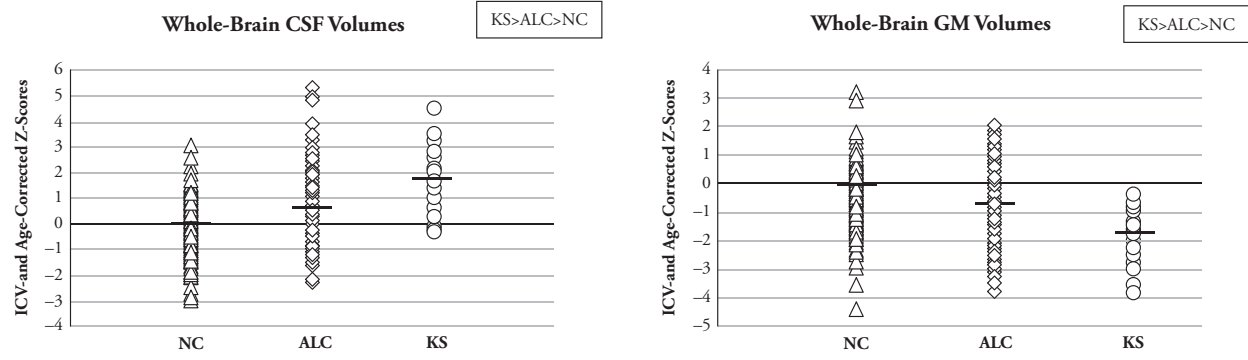 Whole-Brain CSF Volumes
KS>ALC>NC
ICV-and Age-Corrected Z-Scores
6
5
4
3
2
1
0
–1
–2
–3
–4
NC ALC KS
Whole-Brain GM Volumes
KS>ALC>NC
ICV-and Age-Corrected Z-Scores
4
3
2
1
0
–1
–2
–3
–4
–5
NC ALC KS